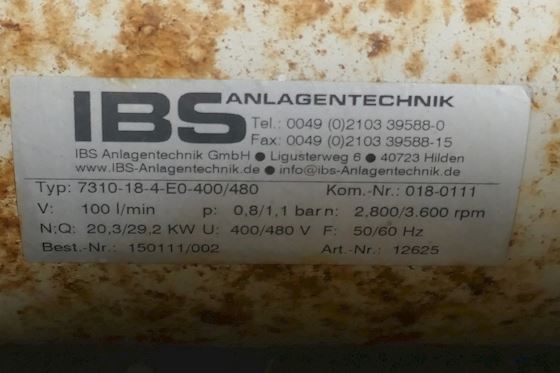 IBS ANLAGENTECHNIK
Tel.: 0049 (0)2103 39588-0
Fax: 0049 (0)2103 39588-15
IBS Anlagentechnik GmbH ● Ligusterweg 6 ● 40723 Hilden
www.IBS-Anlagentechnik.de ● info@ibs-Anlagentechnik.de
Typ: 7310-18-4-E0-400/480 Kom.-Nr.: 018-0111
V: 100 l/min p: 0,8/1,1 bar n: 2,800/3.600 rpm
N;Q: 20,3/29,2 KW U: 400/480 V F: 50/60 Hz
Best.-Nr.: 150111/002 Art.-Nr.: 12625